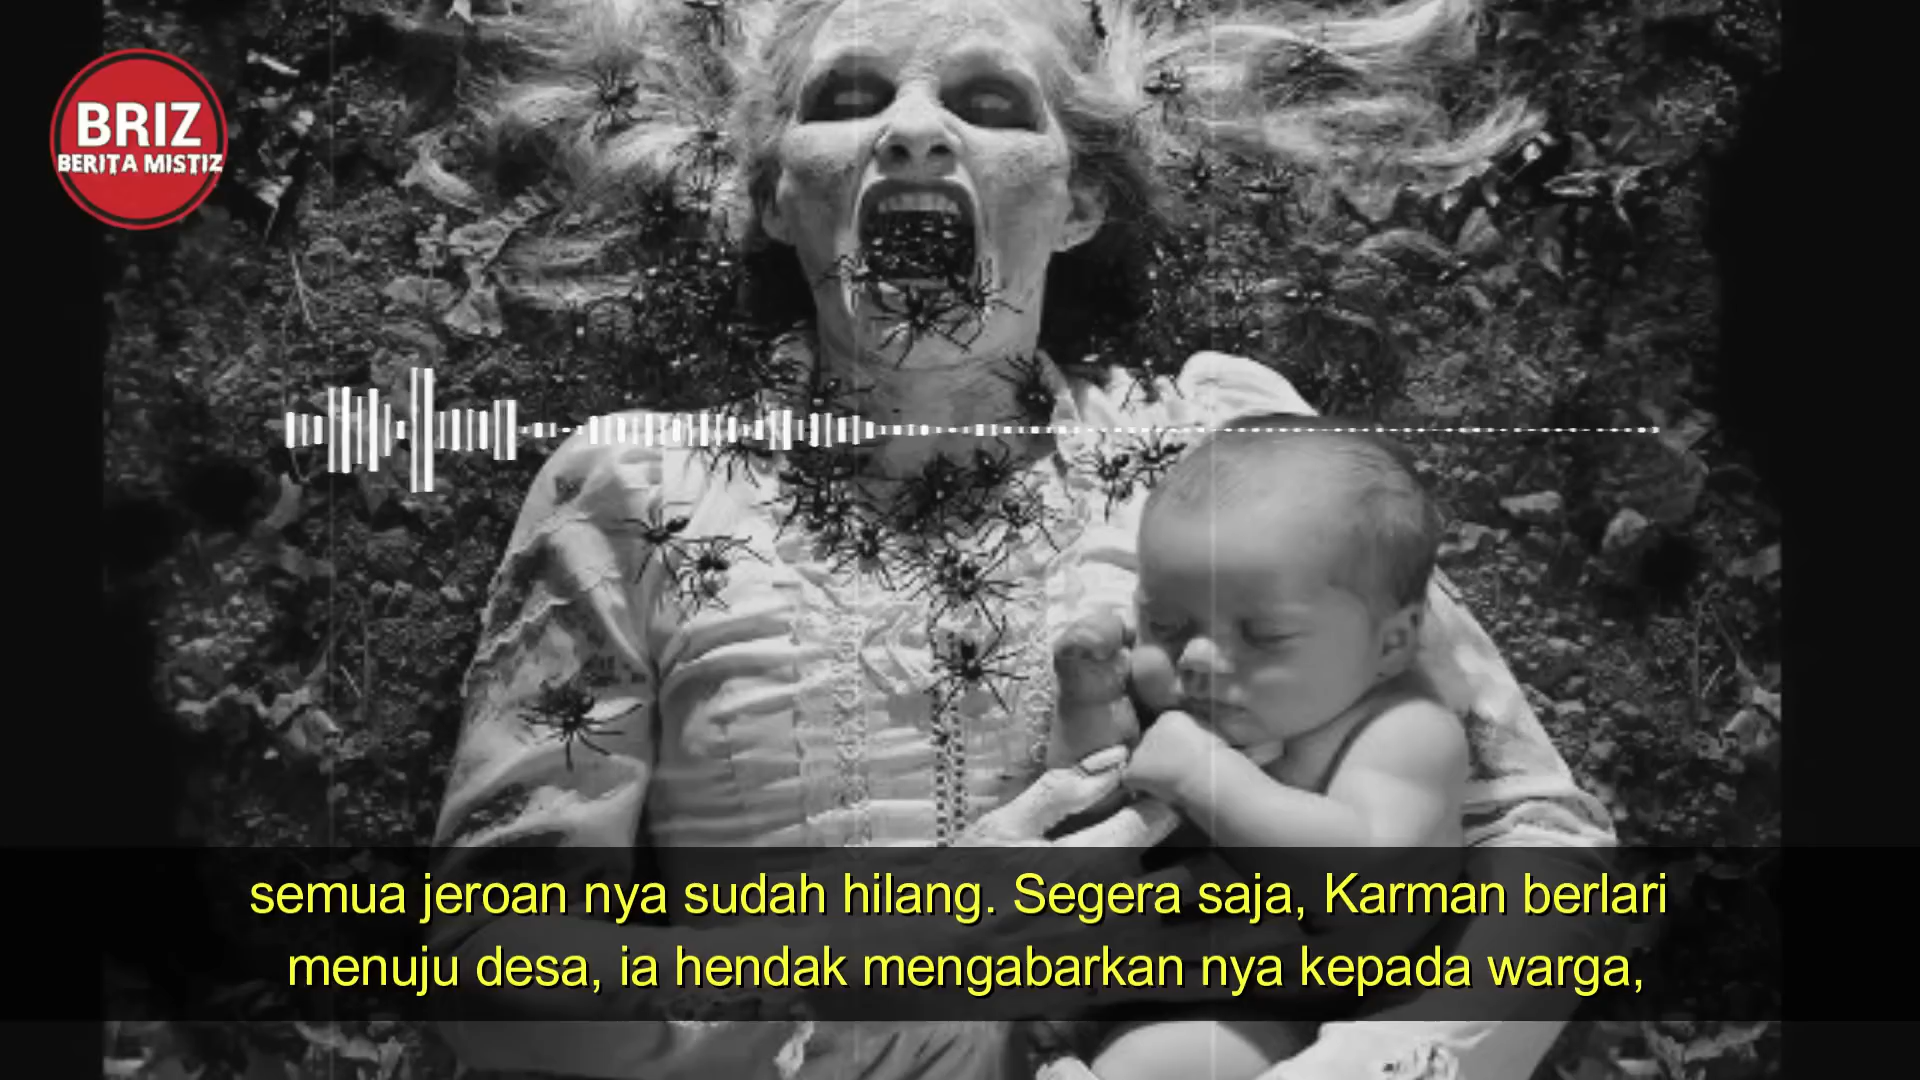 BRIZ
BERITA MISTIZ
semua jeroan nya sudah hilang. Segera saja, Karman berlari
menuju desa, ia hendak mengabarkan nya kepada warga,